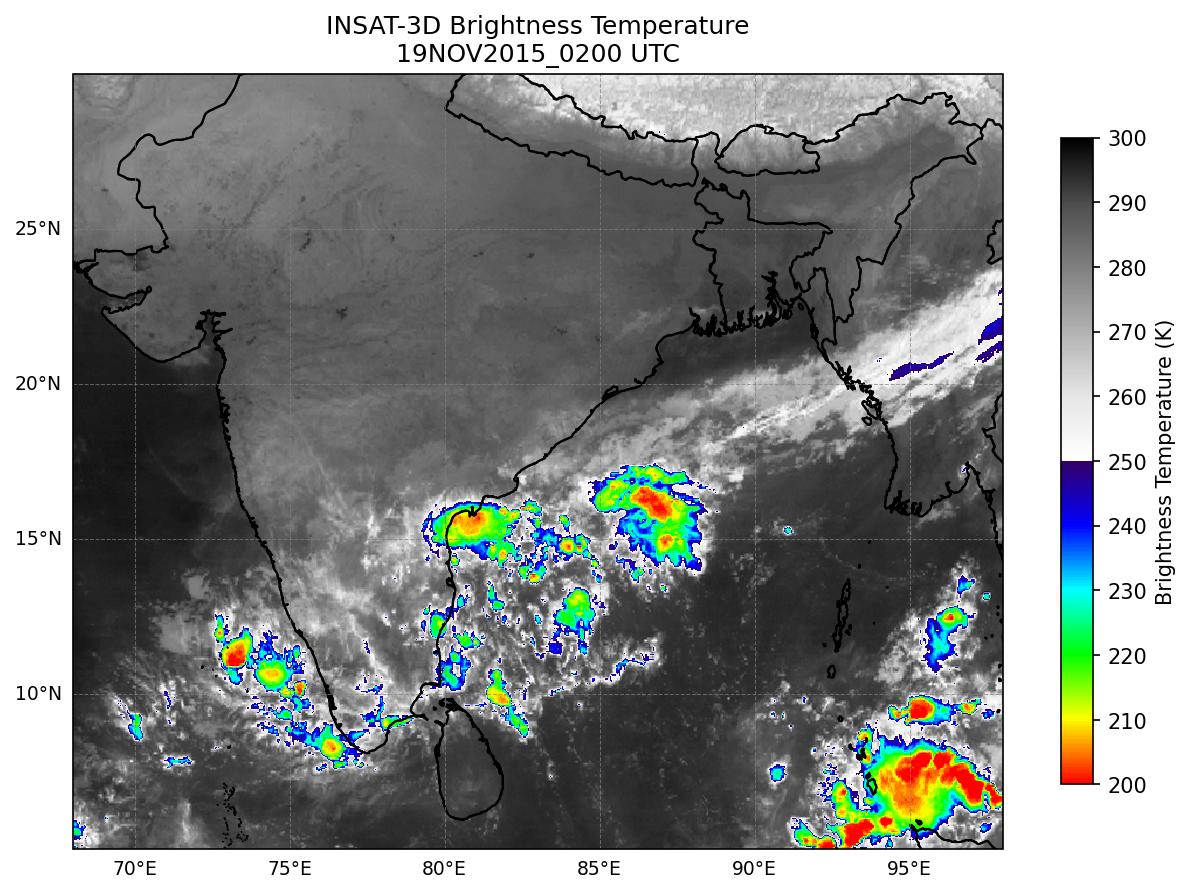 INSAT-3D Brightness Temperature
19NOV2015_0200 UTC
25°N
20°N
15°N
10°N
70°E
75°E
80°E
85°E
90°E
95°E
300
290
280
270
260
250
240
230
220
210
200
Brightness Temperature (K)